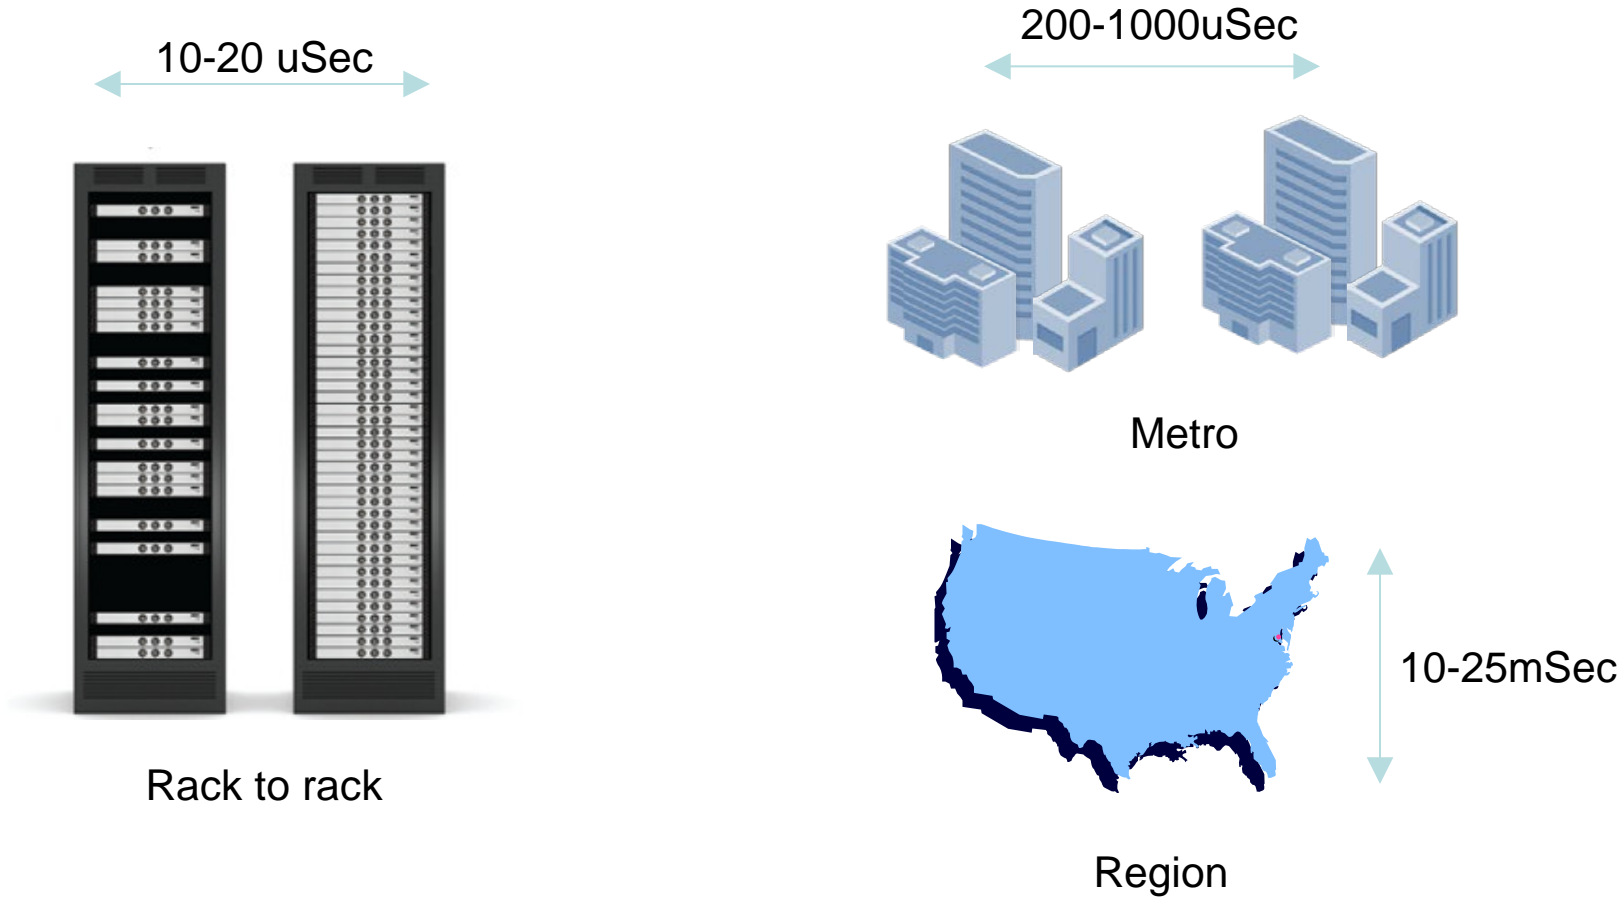 10-20 uSec
Rack to rack
200-1000uSec
Metro
10-25mSec
Region